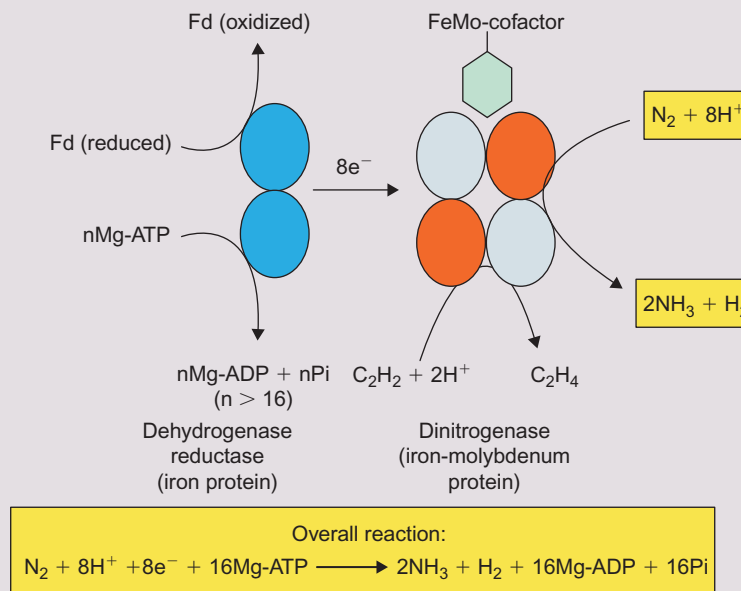 Fd (oxidized)
FeMo-cofactor
Fd (reduced)
8e⁻
N₂ + 8H⁺
nMg-ATP
2NH₃ + H₂
nMg-ADP + nPi
(n > 16)
C₂H₂ + 2H⁺
C₂H₄
Dehydrogenase
reductase
(iron protein)
Dinitrogenase
(iron-molybdenum
protein)
Overall reaction:
N₂ + 8H⁺ +8e⁻ + 16Mg-ATP ⟶ 2NH₃ + H₂ + 16Mg-ADP + 16Pi